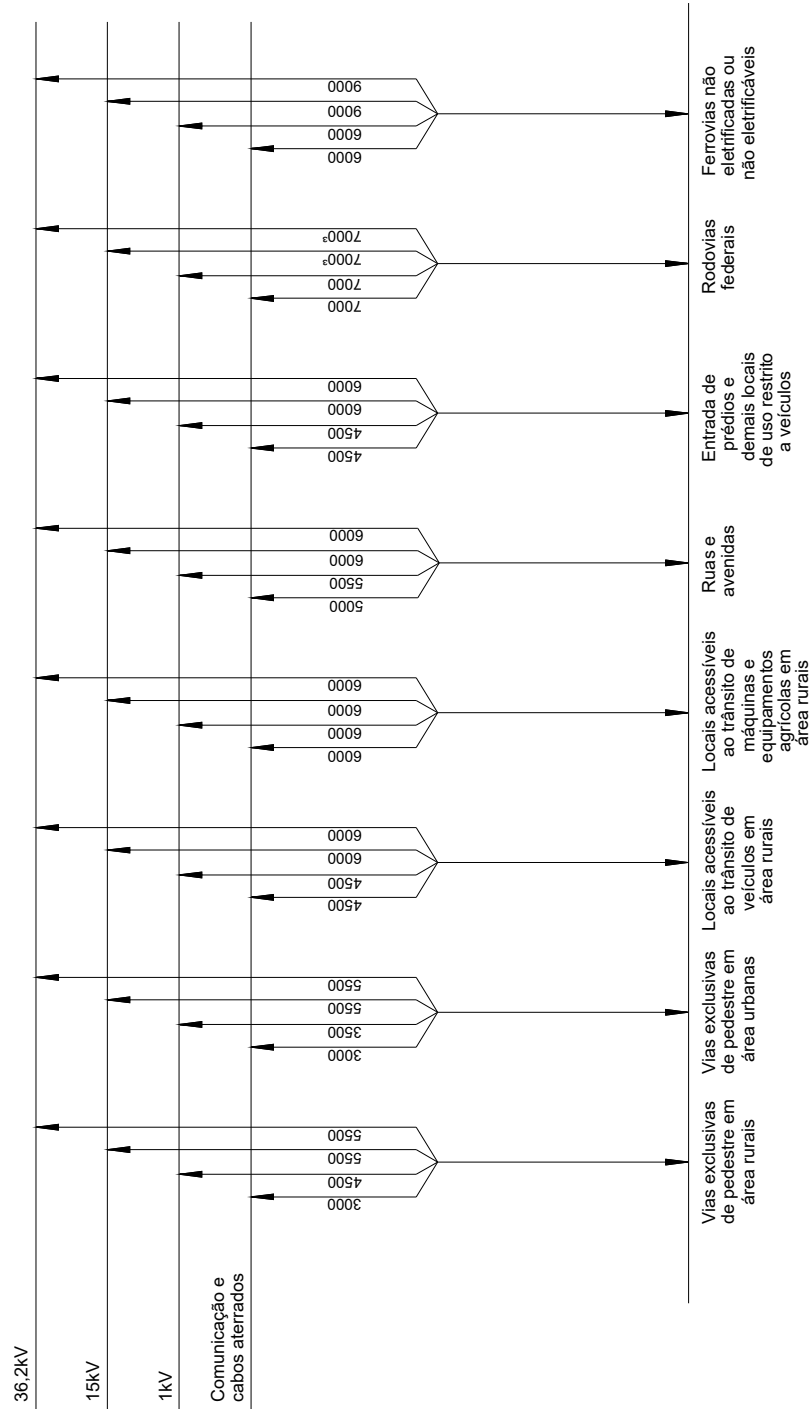 36,2kV
15kV
1kV
Comunicação e
cabos aterrados
3000
4500
5500
5500
Vias exclusivas
de pedestre em
área rurais
3000
3500
5500
5500
Vias exclusivas
de pedestre em
área urbanas
4500
4500
6000
6000
Locais acessíveis
ao trânsito de
veículos em
área rurais
6000
6000
6000
6000
Locais acessíveis
ao trânsito de
máquinas e
equipamentos
agrícolas em
área rurais
5000
5500
6000
6000
Ruas e
avenidas
4500
4500
6000
6000
Entrada de
prédios e
demais locais
de uso restrito
a veículos
7000
7000
7000³
7000³
Rodovias
federais
6000
6000
9000
9000
Ferrovias não
eletrificadas ou
não eletrificáveis